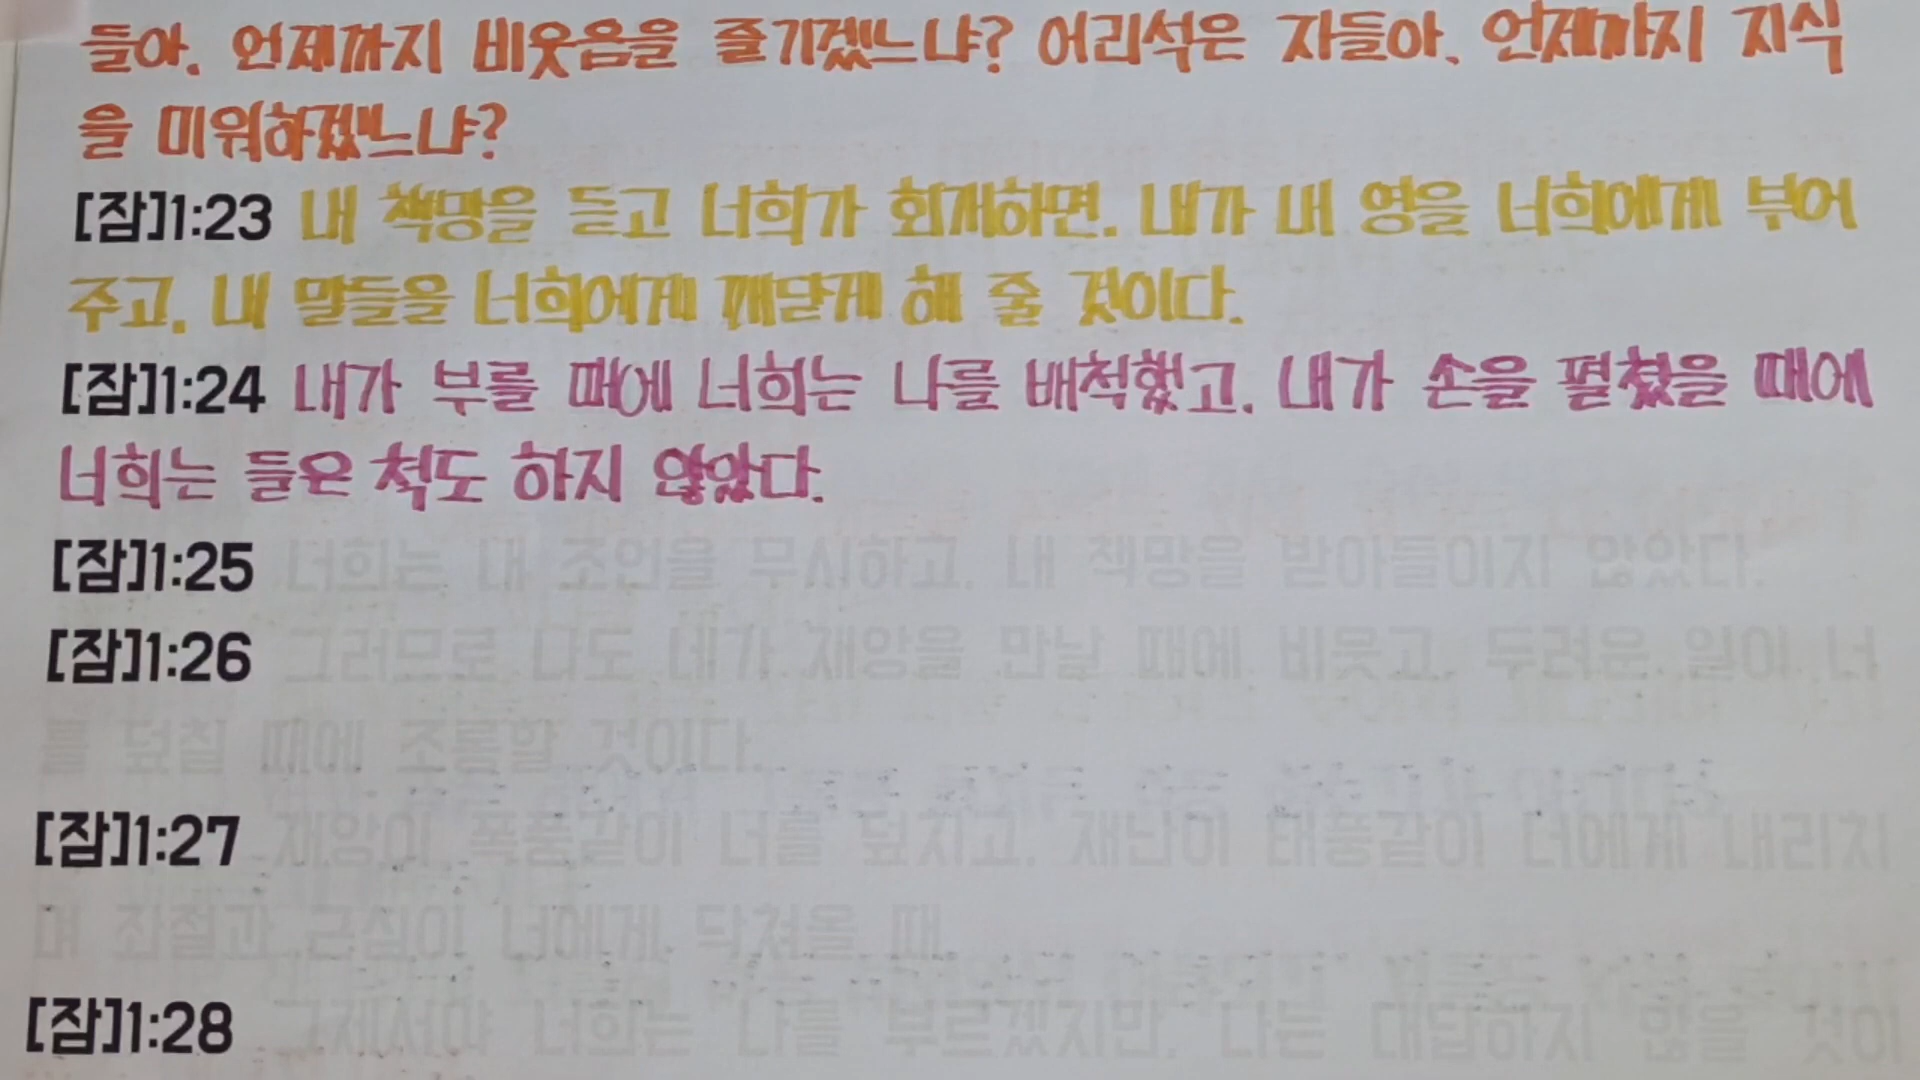 들아, 언제까지 비웃음을 즐기겠느냐? 어리석은 자들아, 언제까지 지식
을 미워하겠느냐?
[잠]1:23 내 책망을 듣고 너희가 회개하면, 내가 내 영을 너희에게 부어
주고, 내 말들을 너희에게 깨닫게 해 줄 것이다.
[잠]1:24 내가 부를 때에 너희는 나를 배척했고, 내가 손을 펼쳤을 때에
너희는 들은 척도 하지 않았다.
[잠]1:25 너희는 내 조언을 무시하고, 내 책망을 받아들이지 않았다.
[잠]1:26 그러므로 나도 네가 재앙을 만날 때에 비웃고, 두려운 일이 너
를 덮칠 때에 조롱할 것이다.
[잠]1:27 재앙이 폭풍같이 너를 덮치고, 재난이 태풍같이 너에게 내리치
며 좌절과 근심이 너에게 닥쳐올 때,
[잠]1:28 그제서야 너희는 나를 부르겠지만, 나는 대답하지 않을 것이